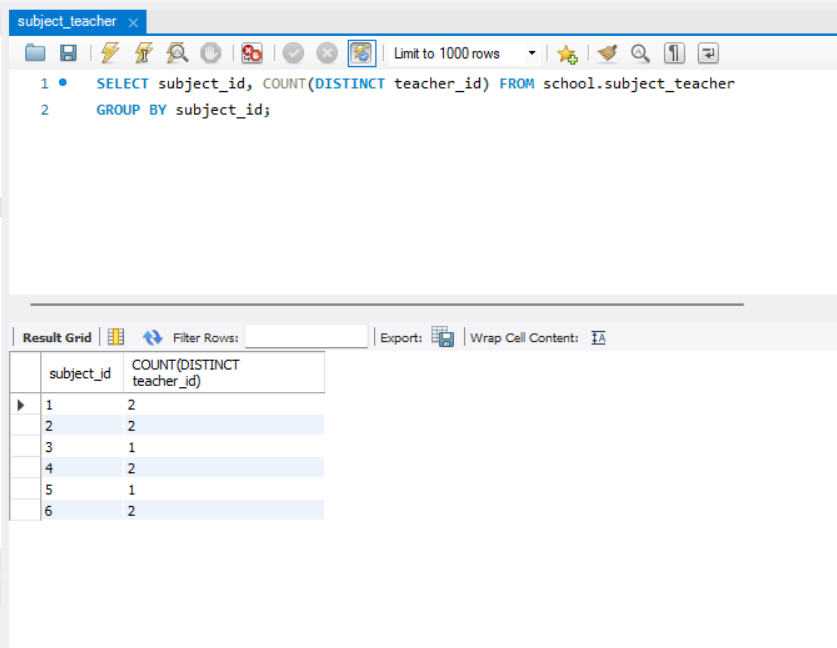 subject_teacher
Limit to 1000 rows
1 SELECT subject_id, COUNT(DISTINCT teacher_id) FROM school.subject_teacher
2 GROUP BY subject_id;
Result Grid Filter Rows: Export: Wrap Cell Content: IA
subject_id COUNT(DISTINCT
teacher_id)
1 2
2 2
3 1
4 2
5 1
6 2